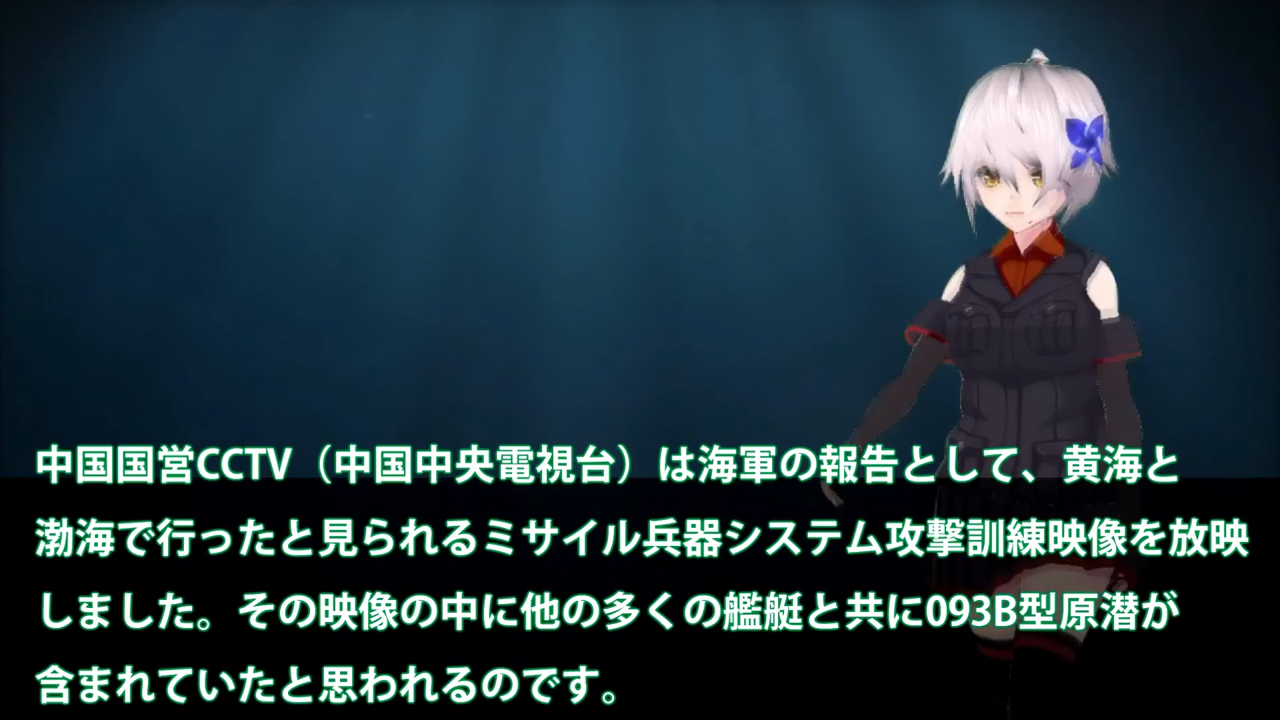 中国国営CCTV（中国中央電視台）は海軍の報告として、黄海と
渤海で行ったと見られるミサイル兵器システム攻撃訓練映像を放映
しました。その映像の中に他の多くの艦艇と共に093B型原潜が
含まれていたと思われるのです。